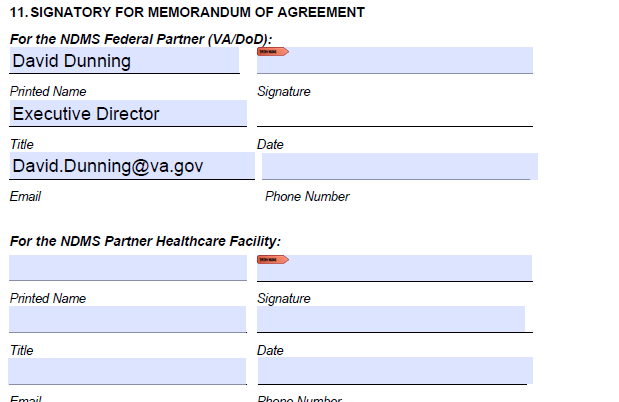 11. SIGNATORY FOR MEMORANDUM OF AGREEMENT
For the NDMS Federal Partner (VA/DoD):
David Dunning
Printed Name Signature
Executive Director
Title Date
David.Dunning@va.gov
Email Phone Number
For the NDMS Partner Healthcare Facility:
Printed Name Signature
Title Date
Email Phone Number